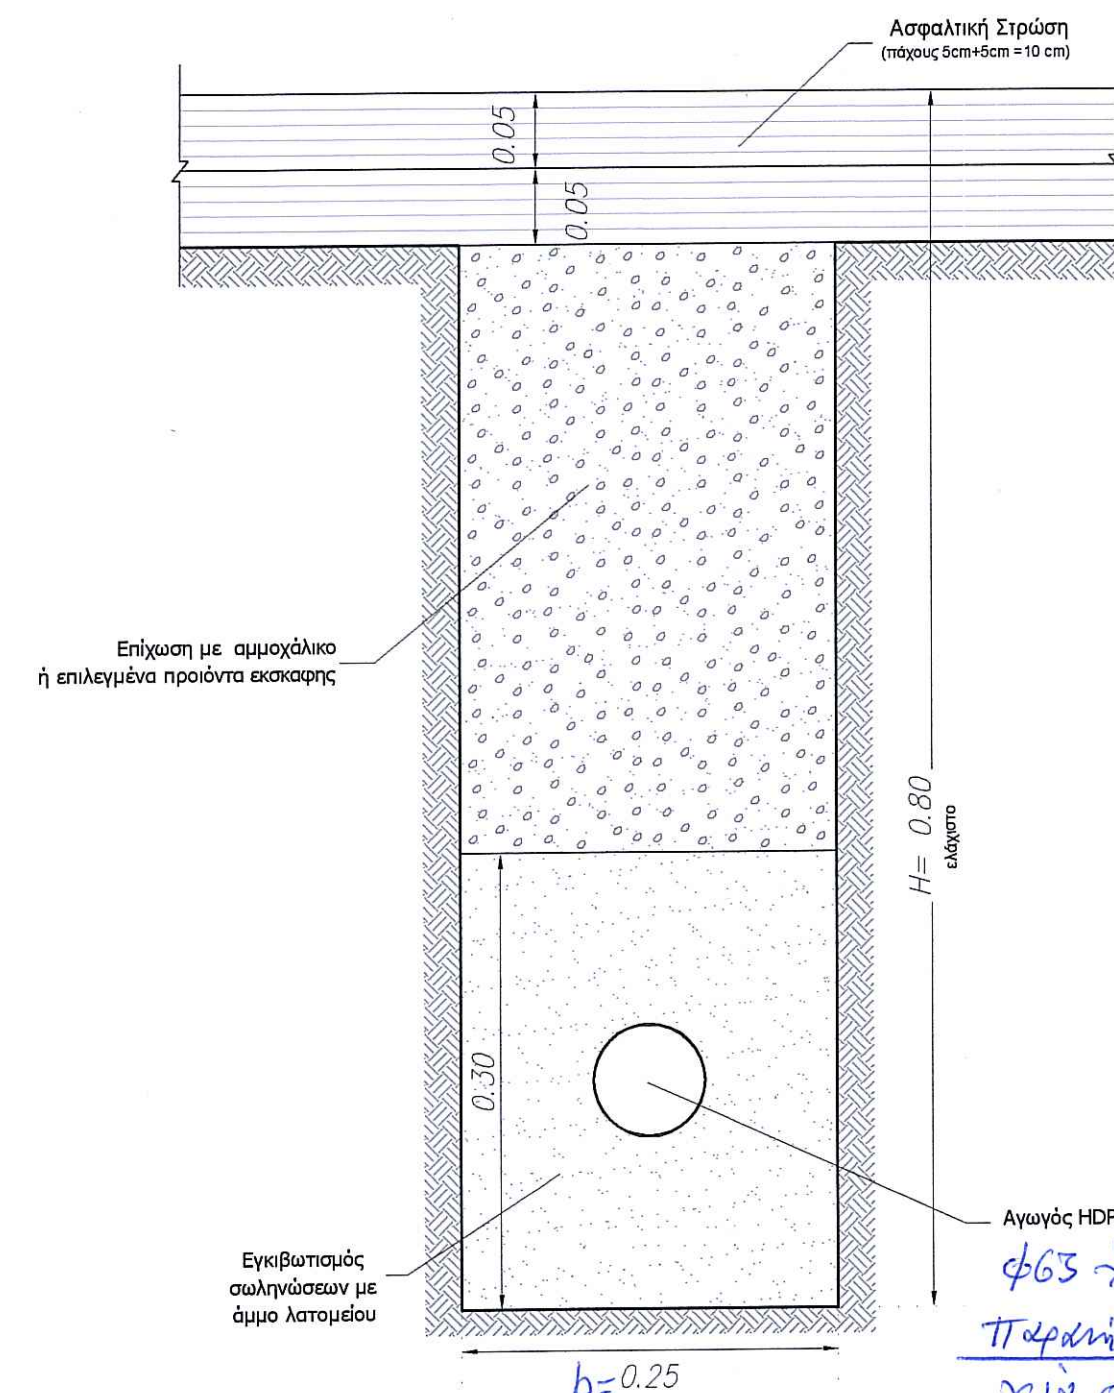 Ασφαλτική Στρώση
(πάχους 5cm+5cm =10 cm)
0.05
0.05
Επίχωση με αμμοχάλικο
ή επιλεγμένα προιόντα εκσκαφης
H= 0.80
ελάχιστο
0.30
Αγωγός
Εγκιβωτισμός
σωληνώσεων με
άμμο λατομείου
φ63
b= 0.25